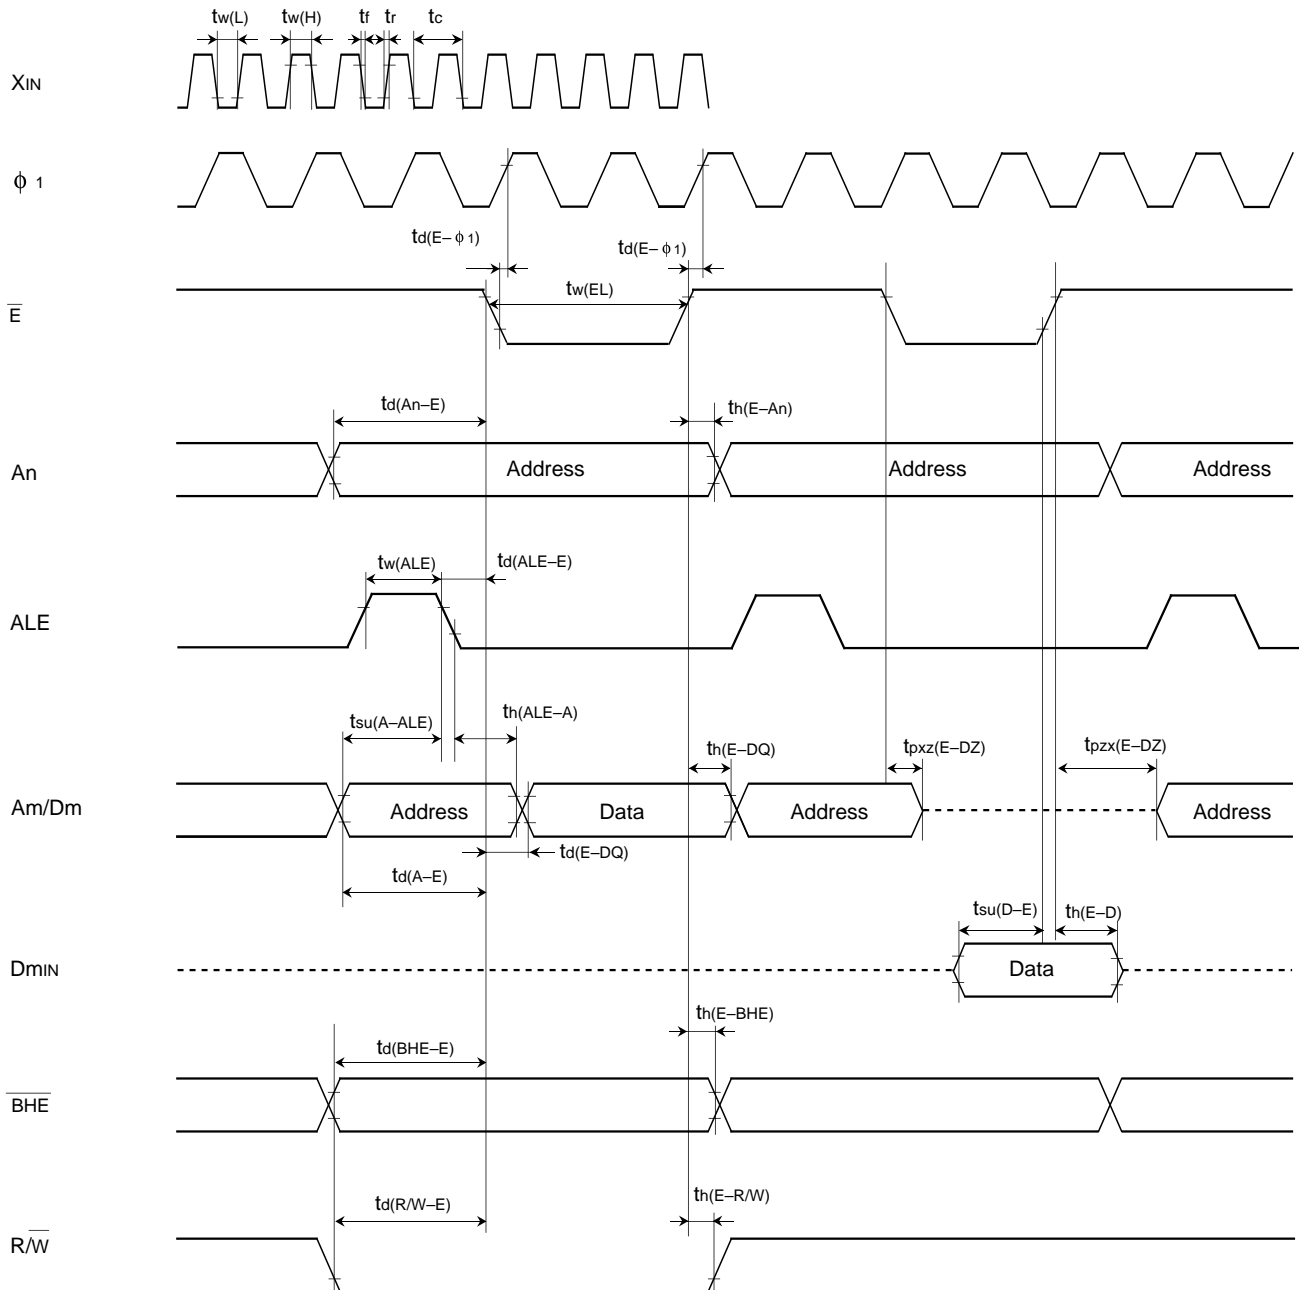 tw(L) tw(H) tf tr tc
XIN
ϕ 1
td(E–ϕ 1) td(E–ϕ 1)
tw(EL)
E̅
td(An–E) th(E–An)
An Address Address Address
tw(ALE) td(ALE–E)
ALE
tsu(A–ALE) th(ALE–A) th(E–DQ) tpxz(E–DZ) tpzx(E–DZ)
Am/Dm Address Data Address Address
td(E–DQ)
td(A–E)
tsu(D–E) th(E–D)
DmIN Data
th(E–BHE)
td(BHE–E)
B̅H̅E̅
td(R/W–E) th(E–R/W)
R/W̅